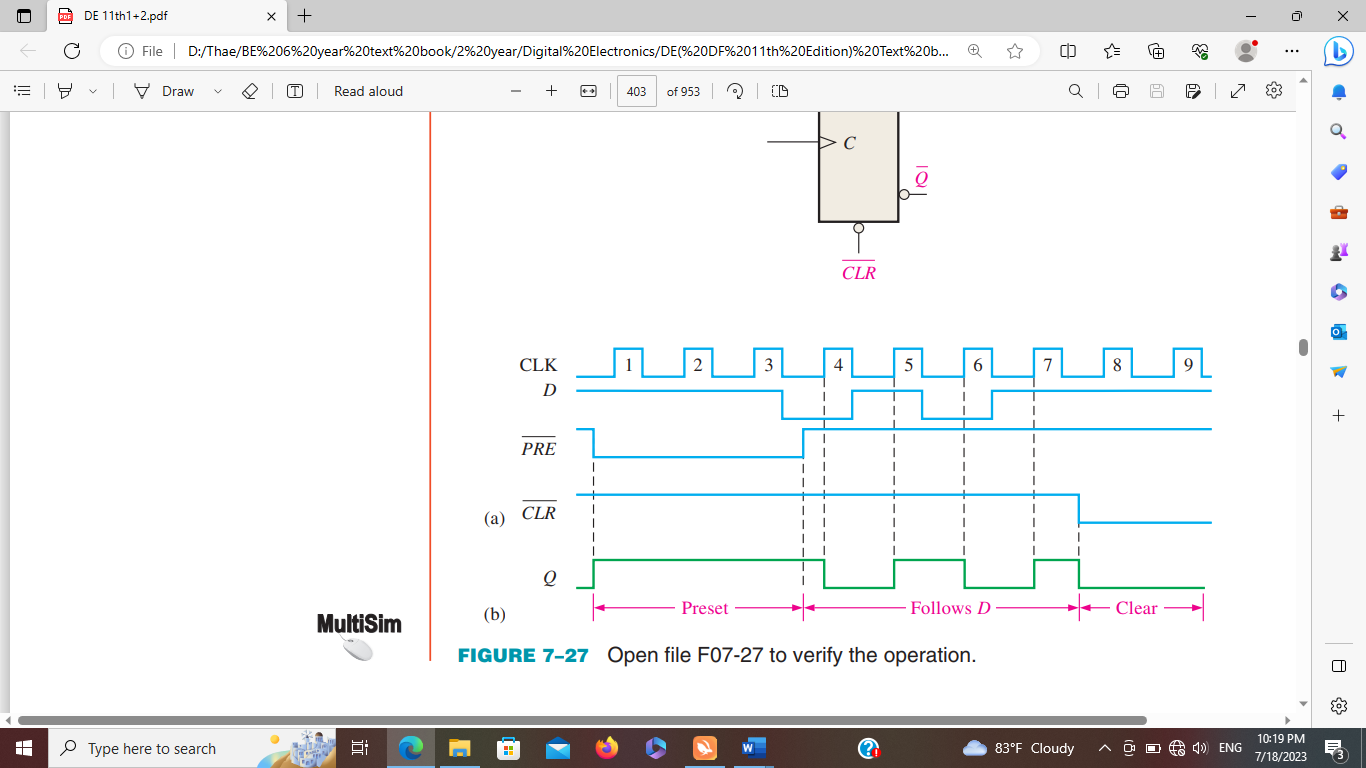 DE 11th1+2.pdf
File D:/Thae/BE%206%20year%20text%20book/2%20year/Digital%20Electronics/DE(%20DF%2011th%20Edition)%20Text%20b...
Draw
Read aloud
403 of 953
C
Q̅
C̅L̅R̅
CLK 1 2 3 4 5 6 7 8 9
D
P̅R̅E̅
(a) C̅L̅R̅
Q
(b) Preset Follows D Clear
MultiSim
FIGURE 7–27 Open file F07-27 to verify the operation.
Type here to search
83°F Cloudy
ENG
10:19 PM
7/18/2023
3